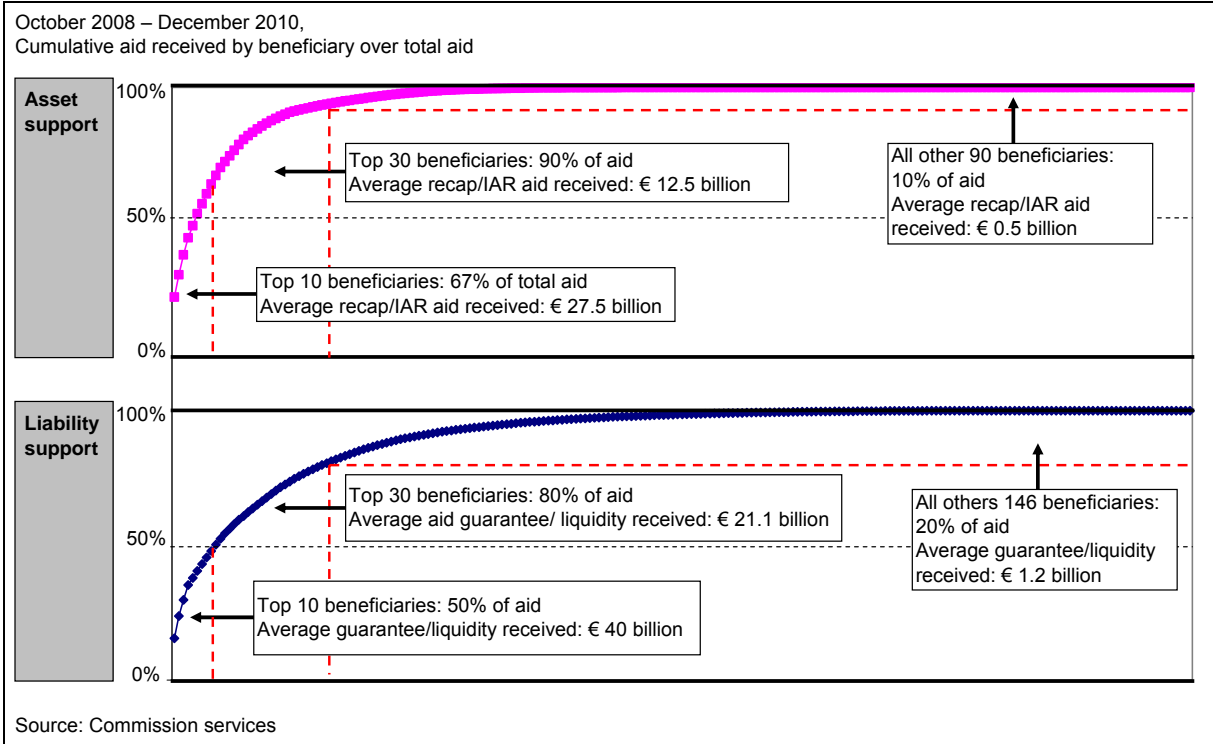 October 2008 – December 2010,
Cumulative aid received by beneficiary over total aid
Asset
support
100%
50%
0%
Top 30 beneficiaries: 90% of aid
Average recap/IAR aid received: € 12.5 billion
All other 90 beneficiaries:
10% of aid
Average recap/IAR aid
received: € 0.5 billion
Top 10 beneficiaries: 67% of total aid
Average recap/IAR aid received: € 27.5 billion
Liability
support
100%
50%
0%
Top 30 beneficiaries: 80% of aid
Average aid guarantee/ liquidity received: € 21.1 billion
All others 146 beneficiaries:
20% of aid
Average guarantee/liquidity
received: € 1.2 billion
Top 10 beneficiaries: 50% of aid
Average guarantee/liquidity received: € 40 billion
Source: Commission services